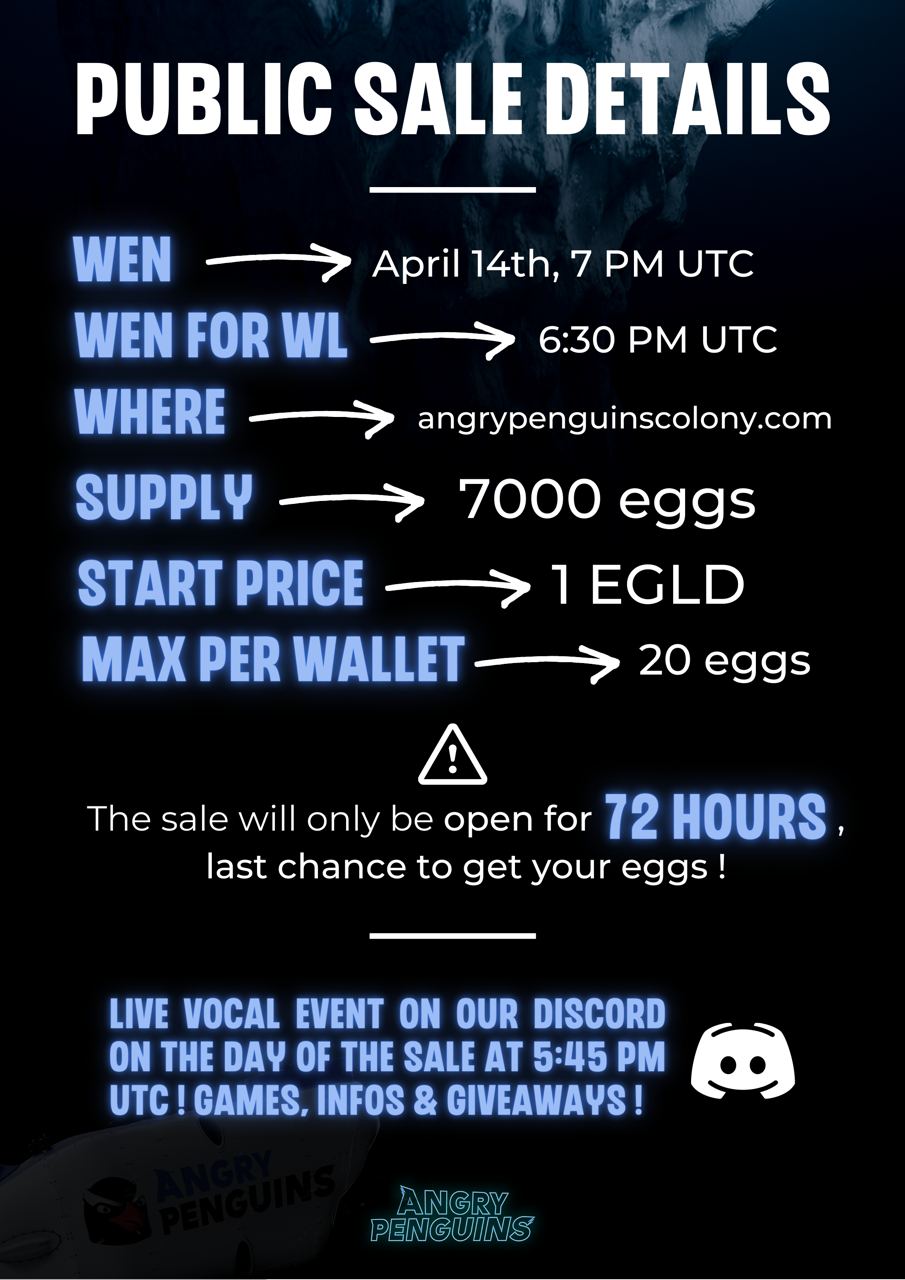 PUBLIC SALE DETAILS
WEN April 14th, 7 PM UTC
WEN FOR WL 6:30 PM UTC
WHERE angrypenguinscolony.com
SUPPLY 7000 eggs
START PRICE 1 EGLD
MAX PER WALLET 20 eggs
The sale will only be open for 72 HOURS ,
last chance to get your eggs !
LIVE VOCAL EVENT ON OUR DISCORD
ON THE DAY OF THE SALE AT 5:45 PM
UTC ! GAMES, INFOS & GIVEAWAYS !
ANGRY
PENGUINS
ANGRY
PENGUINS